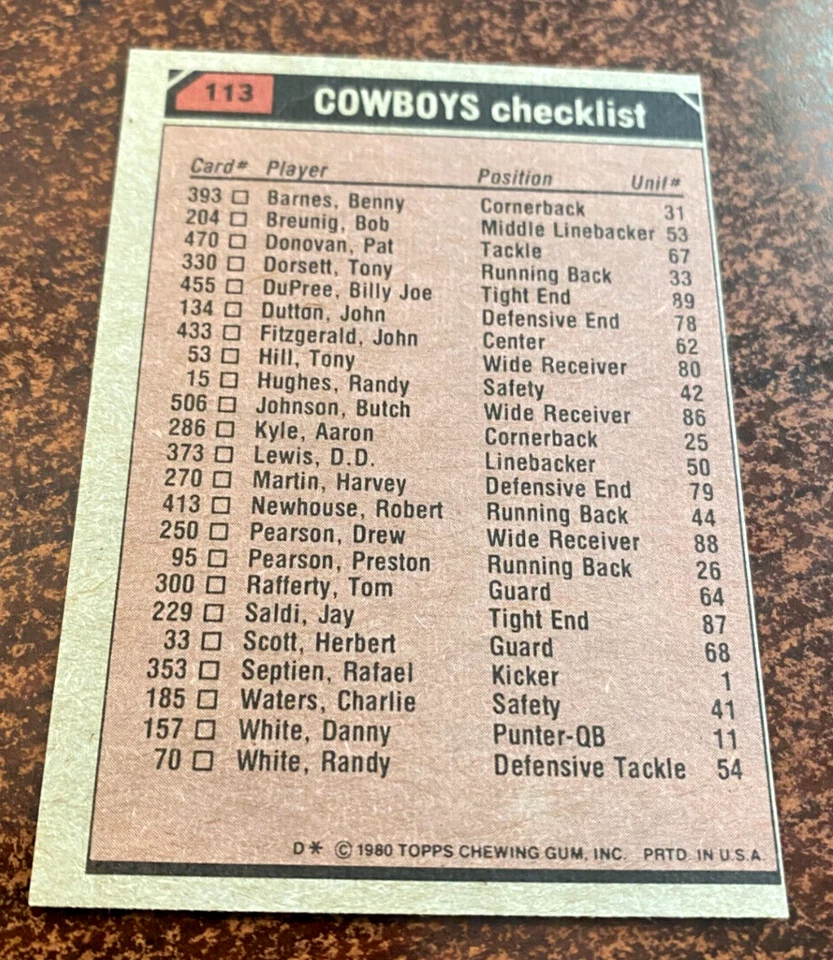 113 COWBOYS checklist
Card# Player Position Unif#
393 □ Barnes, Benny Cornerback 31
204 □ Breunig, Bob Middle Linebacker 53
470 □ Donovan, Pat Tackle 67
330 □ Dorsett, Tony Running Back 33
455 □ DuPree, Billy Joe Tight End 89
134 □ Dutton, John Defensive End 78
433 □ Fitzgerald, John Center 62
53 □ Hill, Tony Wide Receiver 80
15 □ Hughes, Randy Safety 42
506 □ Johnson, Butch Wide Receiver 86
286 □ Kyle, Aaron Cornerback 25
373 □ Lewis, D.D. Linebacker 50
270 □ Martin, Harvey Defensive End 79
413 □ Newhouse, Robert Running Back 44
250 □ Pearson, Drew Wide Receiver 88
95 □ Pearson, Preston Running Back 26
300 □ Rafferty, Tom Guard 64
229 □ Saldi, Jay Tight End 87
33 □ Scott, Herbert Guard 68
353 □ Septien, Rafael Kicker 1
185 □ Waters, Charlie Safety 41
157 □ White, Danny Punter-QB 11
70 □ White, Randy Defensive Tackle 54
D* © 1980 TOPPS CHEWING GUM, INC. PRTD. IN U.S.A.